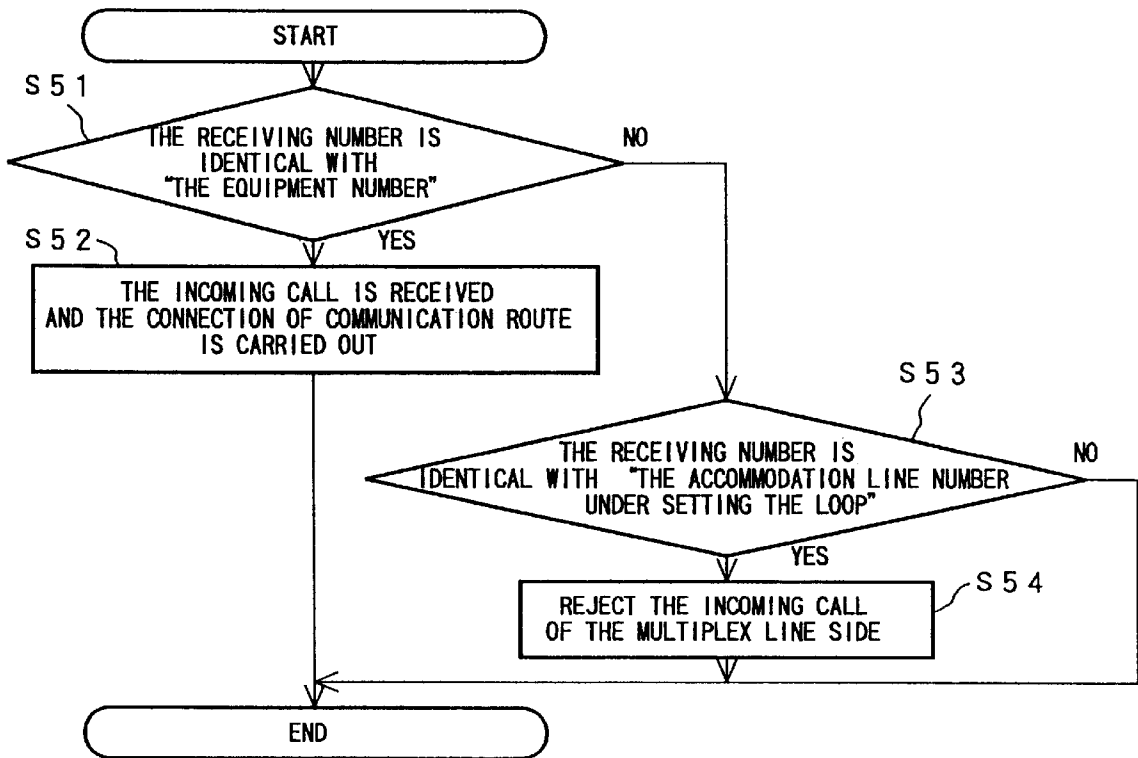 START
S51
THE RECEIVING NUMBER IS
IDENTICAL WITH
"THE EQUIPMENT NUMBER"
NO
YES
S52
THE INCOMING CALL IS RECEIVED
AND THE CONNECTION OF COMMUNICATION ROUTE
IS CARRIED OUT
S53
THE RECEIVING NUMBER IS
IDENTICAL WITH "THE ACCOMMODATION LINE NUMBER
UNDER SETTING THE LOOP"
NO
YES
S54
REJECT THE INCOMING CALL
OF THE MULTIPLEX LINE SIDE
END